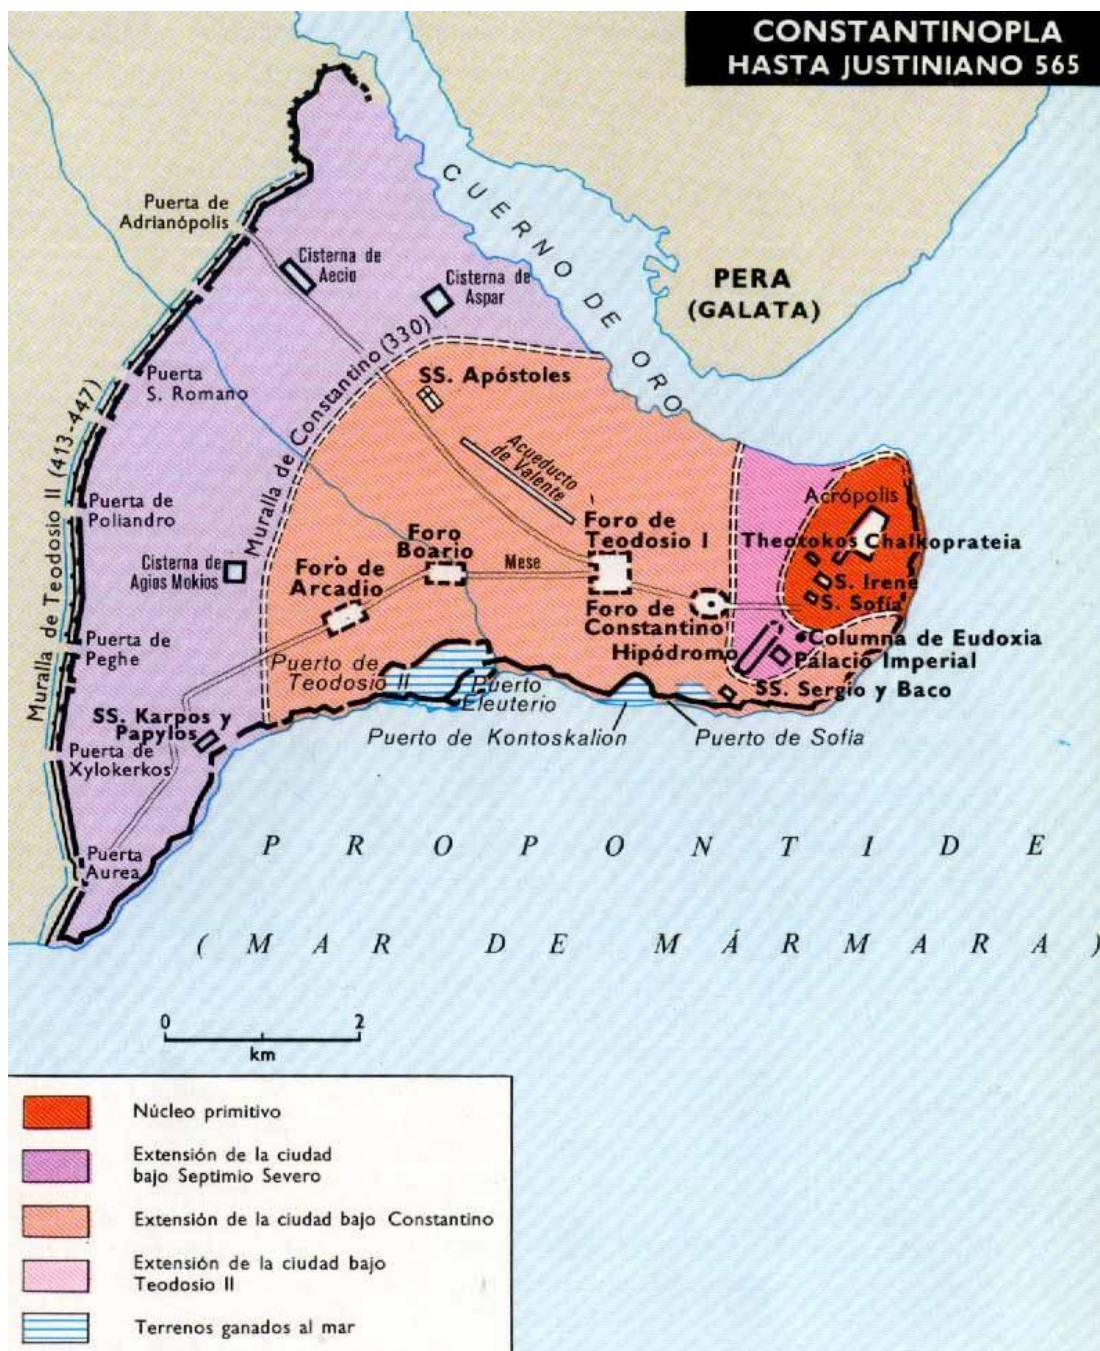 CONSTANTINOPLA
HASTA JUSTINIANO 565
CUERNO DE ORO
PERA
(GALATA)
Puerta de
Adrianópolis
Cisterna de
Aecio
Cisterna de
Aspar
Muralla de Constantino (330)
Puerta
S. Romano
SS. Apóstoles
Muralla de Teodosio II (413-447)
Acueducto
de Valente
Puerta de
Poliandro
Acrópolis
Foro de
Teodosio I
Theotokos Chalkoprateia
Foro
Boario
Mese
Cisterna de
Agios Mokios
Foro de
Arcadio
S. Irene
S. Sofía
Foro de
Constantino
Puerta de
Peghe
Hipódromo
Columna de Eudoxia
Palacio Imperial
Puerto de
Teodosio II
Puerto
Eleuterio
SS. Sergio y Baco
SS. Karpos y
Papylos
Puerto de Kontoskalion
Puerto de Sofia
Puerta de
Xylokerkos
Puerta
Aurea
PROPONTIDE
(MAR DE MÁRMARA)
0 2
km
Núcleo primitivo
Extensión de la ciudad
bajo Septimio Severo
Extensión de la ciudad bajo Constantino
Extensión de la ciudad bajo
Teodosio II
Terrenos ganados al mar